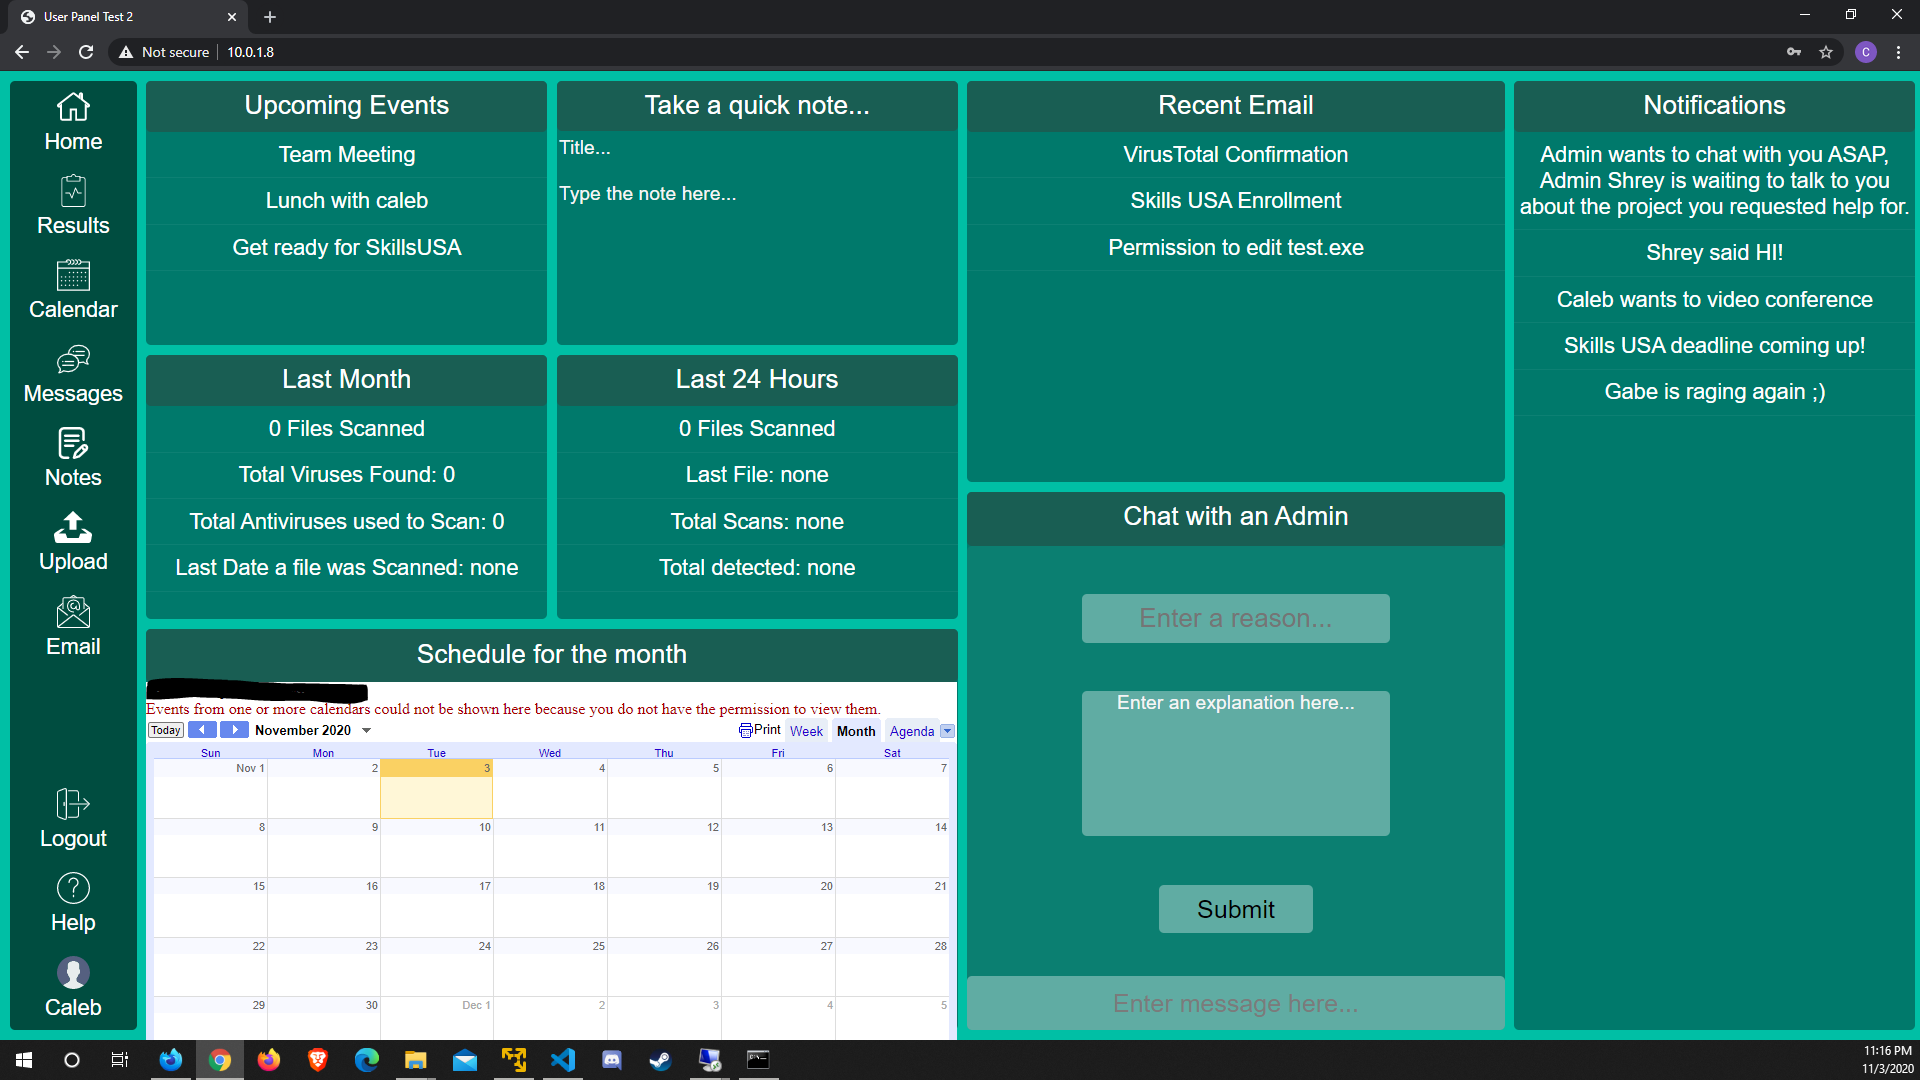 User Panel Test 2
Not secure
10.0.1.8
C
Home
Results
Calendar
Messages
Notes
Upload
Email
Logout
Help
Caleb
Upcoming Events
Team Meeting
Lunch with caleb
Get ready for SkillsUSA
Take a quick note...
Title...
Type the note here...
Last Month
0 Files Scanned
Total Viruses Found: 0
Total Antiviruses used to Scan: 0
Last Date a file was Scanned: none
Last 24 Hours
0 Files Scanned
Last File: none
Total Scans: none
Total detected: none
Schedule for the month
Events from one or more calendars could not be shown here because you do not have the permission to view them.
Today November 2020 Print Week Month Agenda
Sun Mon Tue Wed Thu Fri Sat
Nov 1 2 3 4 5 6 7
8 9 10 11 12 13 14
15 16 17 18 19 20 21
22 23 24 25 26 27 28
29 30 Dec 1 2 3 4 5
Recent Email
VirusTotal Confirmation
Skills USA Enrollment
Permission to edit test.exe
Chat with an Admin
Enter a reason...
Enter an explanation here...
Submit
Enter message here...
Notifications
Admin wants to chat with you ASAP,
Admin Shrey is waiting to talk to you
about the project you requested help for.
Shrey said HI!
Caleb wants to video conference
Skills USA deadline coming up!
Gabe is raging again ;)
11:16 PM
11/3/2020